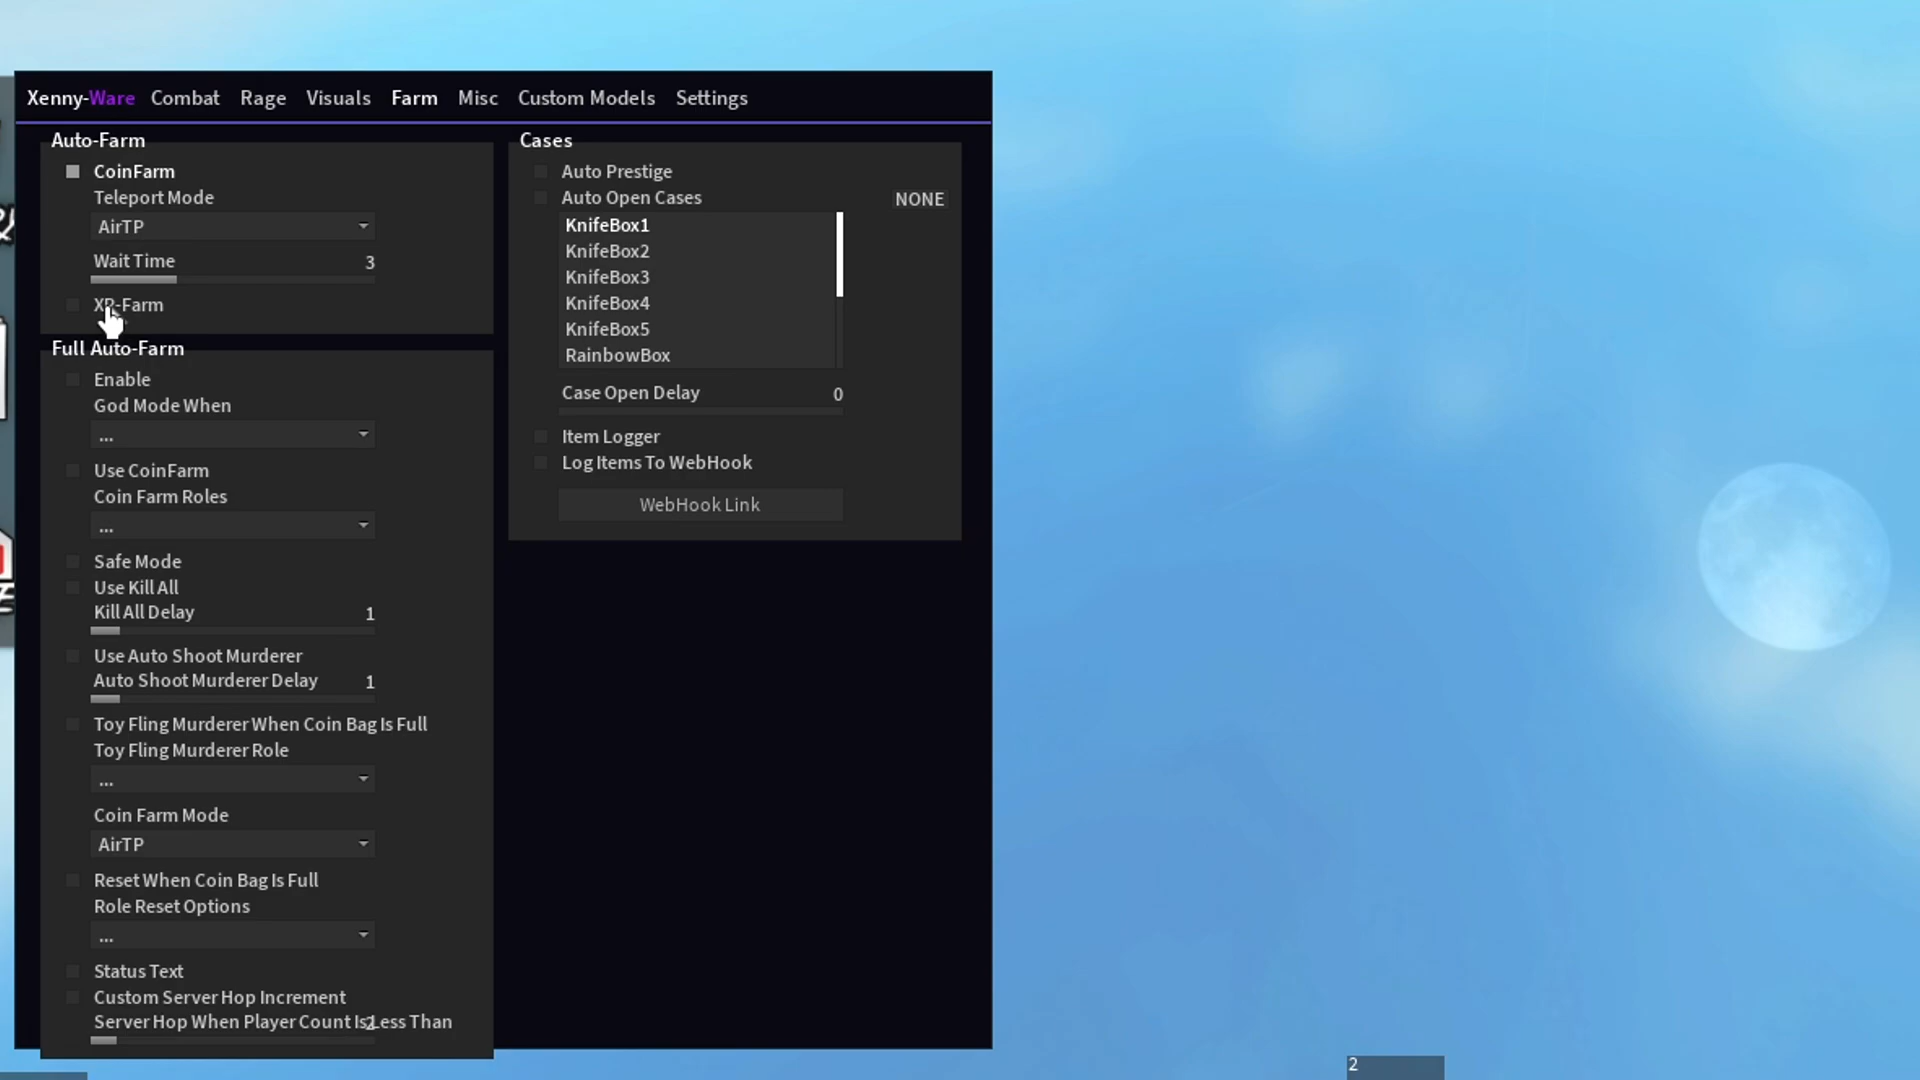 Xenny-Ware Combat Rage Visuals Farm Misc Custom Models Settings
Auto-Farm
CoinFarm
Teleport Mode
AirTP
Wait Time 3
XP-Farm
Full Auto-Farm
Enable
God Mode When
...
Use CoinFarm
Coin Farm Roles
...
Safe Mode
Use Kill All
Kill All Delay 1
Use Auto Shoot Murderer
Auto Shoot Murderer Delay 1
Toy Fling Murderer When Coin Bag Is Full
Toy Fling Murderer Role
...
Coin Farm Mode
AirTP
Reset When Coin Bag Is Full
Role Reset Options
...
Status Text
Custom Server Hop Increment
Server Hop When Player Count Is Less Than 2
Cases
Auto Prestige
Auto Open Cases NONE
KnifeBox1
KnifeBox2
KnifeBox3
KnifeBox4
KnifeBox5
RainbowBox
Case Open Delay 0
Item Logger
Log Items To WebHook
WebHook Link
2